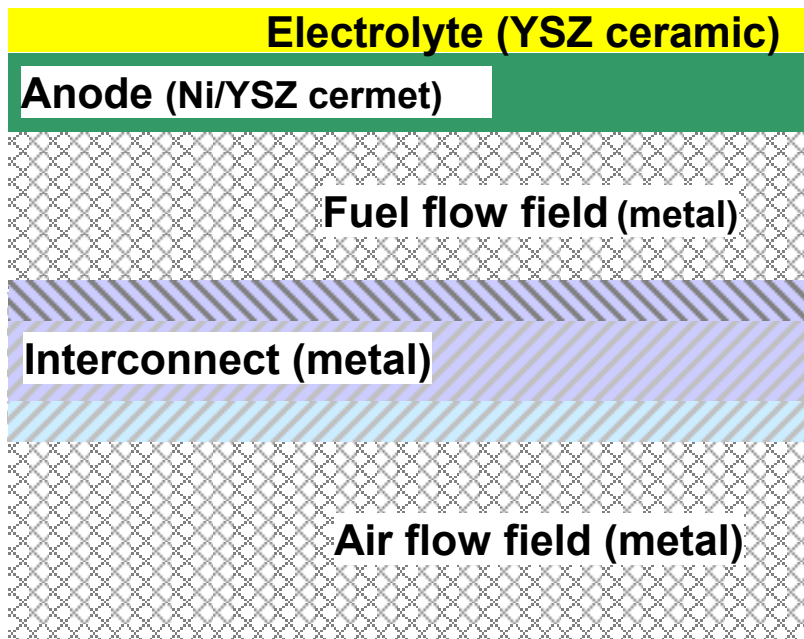 Electrolyte (YSZ ceramic)
Anode (Ni/YSZ cermet)
Fuel flow field (metal)
Interconnect (metal)
Air flow field (metal)